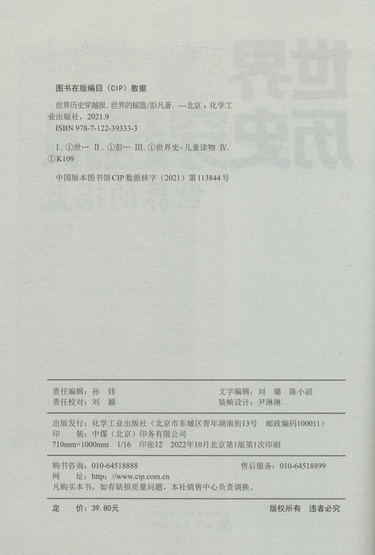 图书在版编目（CIP）数据
世界历史穿越报. 世界的摇篮/彭凡著. —北京：化学工
业出版社，2021.9
ISBN 978-7-122-39333-3
Ⅰ. ①世… Ⅱ. ①彭… Ⅲ. ①世界史-儿童读物 Ⅳ.
①K109
中国版本图书馆CIP数据核字（2021）第113844号
责任编辑：孙 炜 文字编辑：刘 璐 陈小滔
责任校对：刘 颖 装帧设计：尹琳琳
出版发行：化学工业出版社（北京市东城区青年湖南街13号 邮政编码100011）
印 装：中煤（北京）印务有限公司
710mm×1000mm 1/16 印张12 2022年10月北京第1版第1次印刷
购书咨询：010-64518888 售后服务：010-64518899
网 址：http://www.cip.com.cn
凡购买本书，如有缺损质量问题，本社销售中心负责调换。
定 价：39.80元 版权所有 违者必究
世界
历史